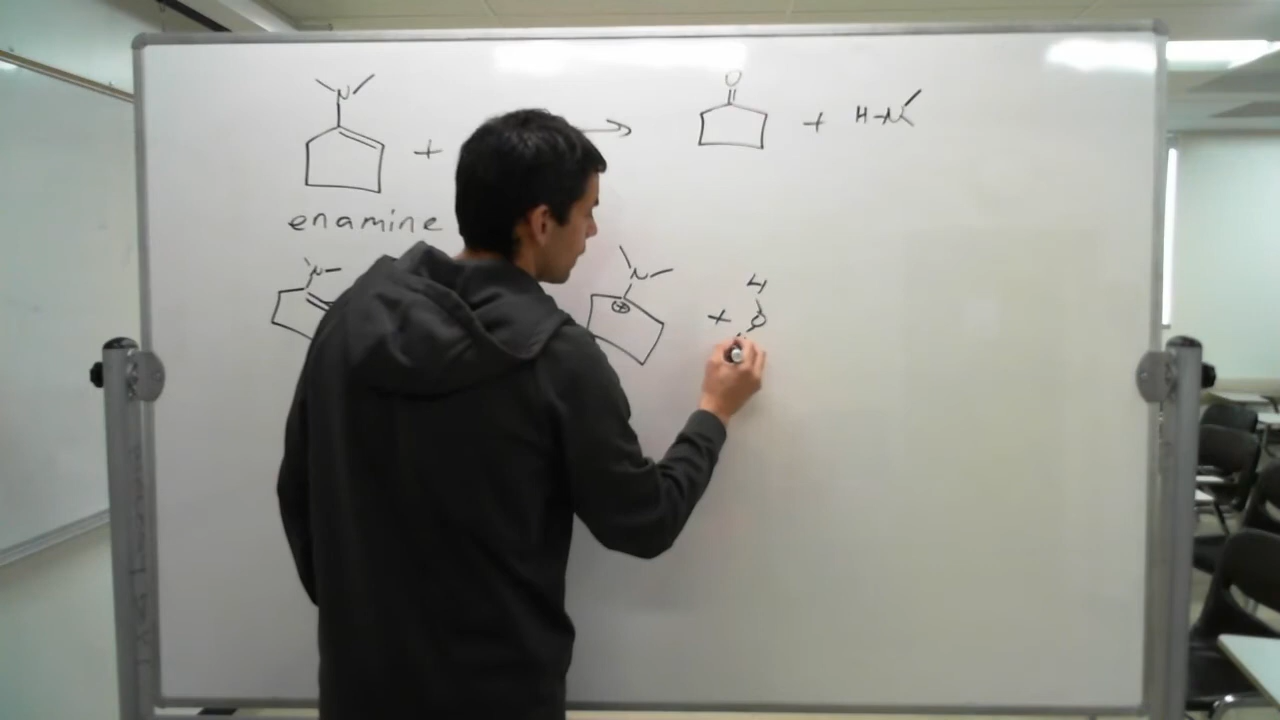 N O
+ + H-N
enamine
N N H
⊕ + O